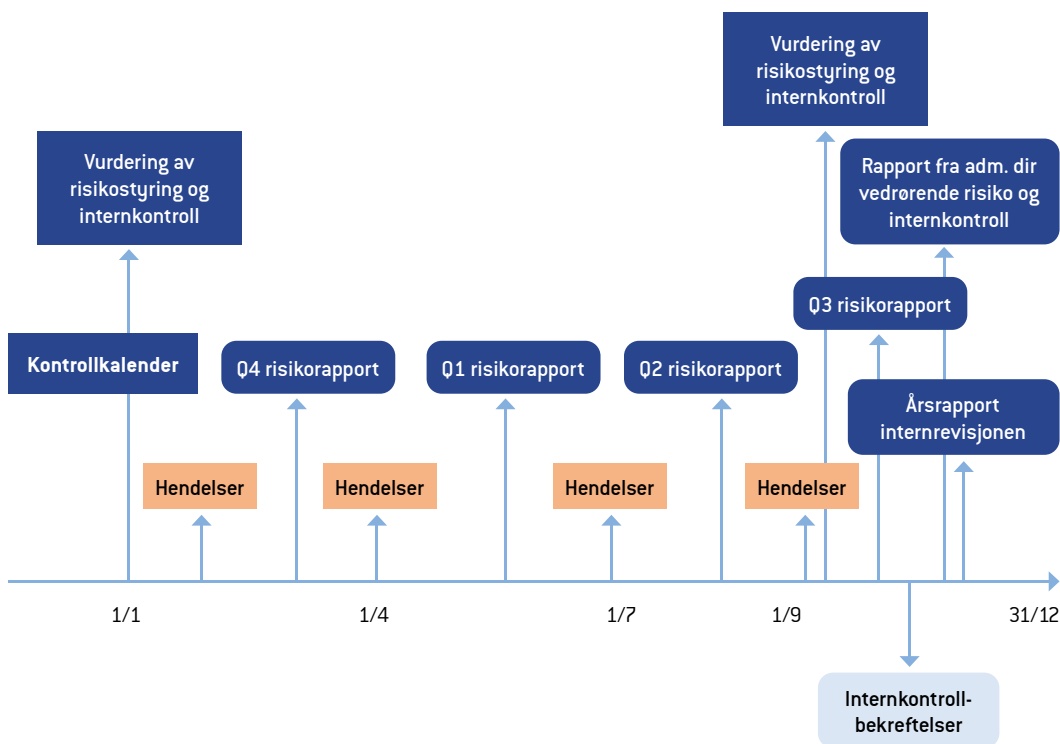 Vurdering av
risikostyring og
internkontroll
Vurdering av
risikostyring og
internkontroll
Rapport fra adm. dir
vedrørende risiko og
internkontroll
Q3 risikorapport
Kontrollkalender
Q4 risikorapport
Q1 risikorapport
Q2 risikorapport
Årsrapport
internrevisjonen
Hendelser
Hendelser
Hendelser
Hendelser
1/1
1/4
1/7
1/9
31/12
Internkontroll-
bekreftelser